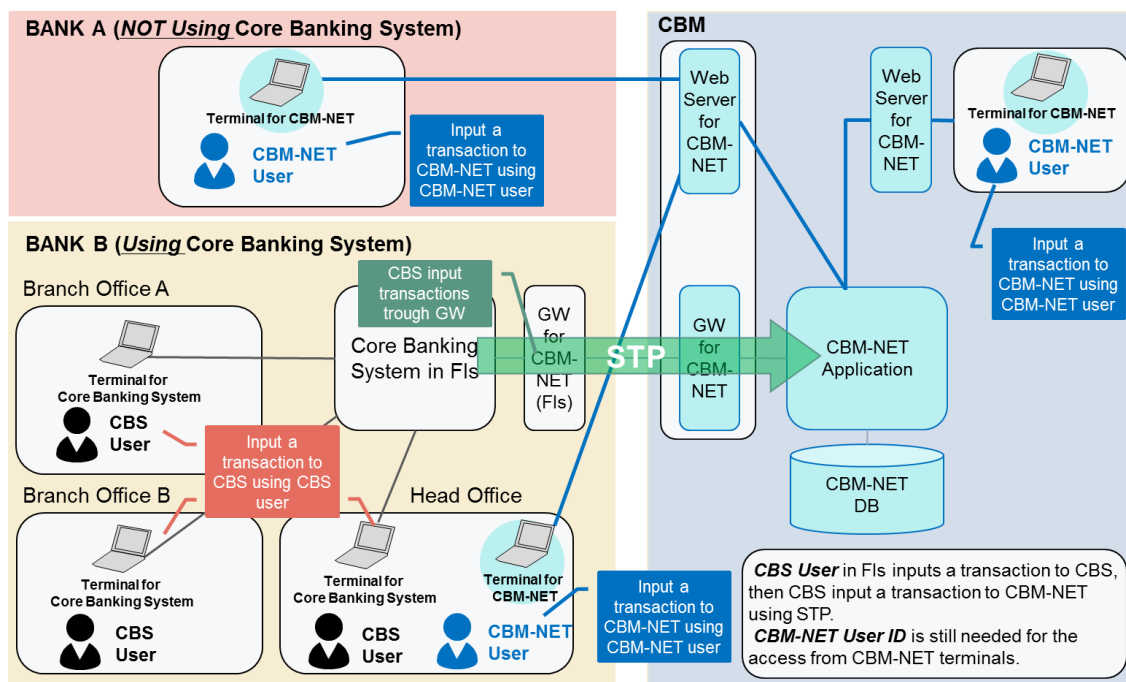 BANK A (NOT Using Core Banking System)
Terminal for CBM-NET
CBM-NET
User
Input a
transaction to
CBM-NET using
CBM-NET user
BANK B (Using Core Banking System)
Branch Office A
Terminal for
Core Banking System
CBS
User
CBS input
transactions
trough GW
Core Banking
System in FIs
GW
for
CBM-
NET
(FIs)
STP
Input a
transaction to
CBS using CBS
user
Branch Office B
Terminal for
Core Banking System
CBS
User
Head Office
Terminal for
Core Banking System
CBS
User
Terminal for
CBM-NET
CBM-NET
User
Input a
transaction to
CBM-NET using
CBM-NET user
CBM
Web
Server
for
CBM-
NET
GW
for
CBM-
NET
Web
Server
for
CBM-
NET
Terminal for CBM-NET
CBM-NET
User
Input a
transaction to
CBM-NET using
CBM-NET user
CBM-NET
Application
CBM-NET
DB
CBS User in FIs inputs a transaction to CBS,
then CBS input a transaction to CBM-NET
using STP.
CBM-NET User ID is still needed for the
access from CBM-NET terminals.